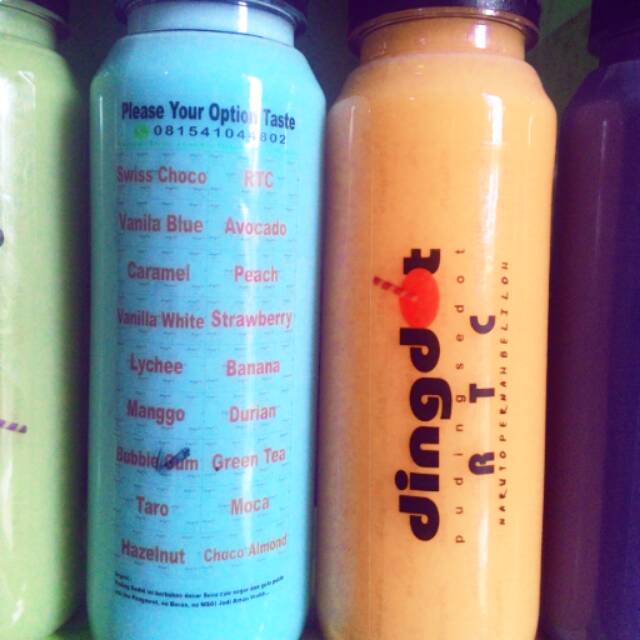 Please Your Option Taste
081541044802
Swiss Choco RTC
Vanila Blue Avocado
Caramel Peach
Vanilla White Strawberry
Lychee Banana
Manggo Durian
Bubble Gum Green Tea
Taro Moca
Hazelnut Choco Almond
dingdot
pudingsedot
RTC
NARUTOPERNAHBELILOH